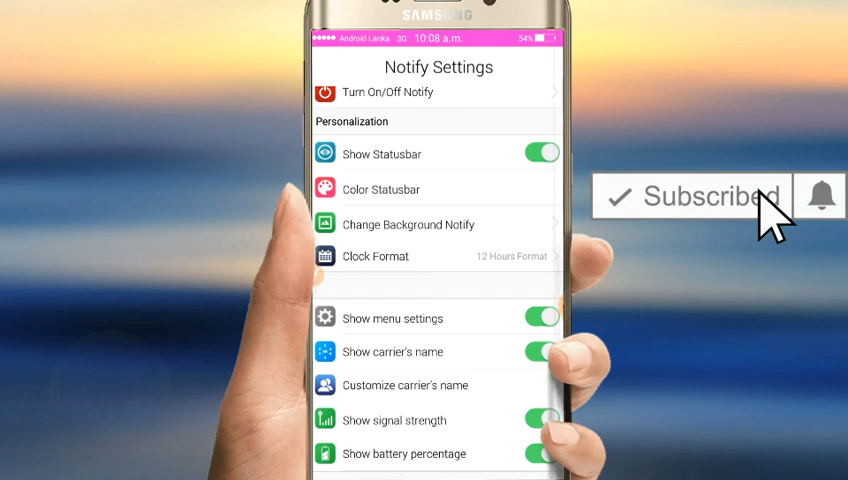 SAMSUNG
Android Lanka 3G 10:08 a.m. 54%
Notify Settings
Turn On/Off Notify
Personalization
Show Statusbar
Color Statusbar
Change Background Notify
Clock Format 12 Hours Format
Show menu settings
Show carrier's name
Customize carrier's name
Show signal strength
Show battery percentage
Subscribed